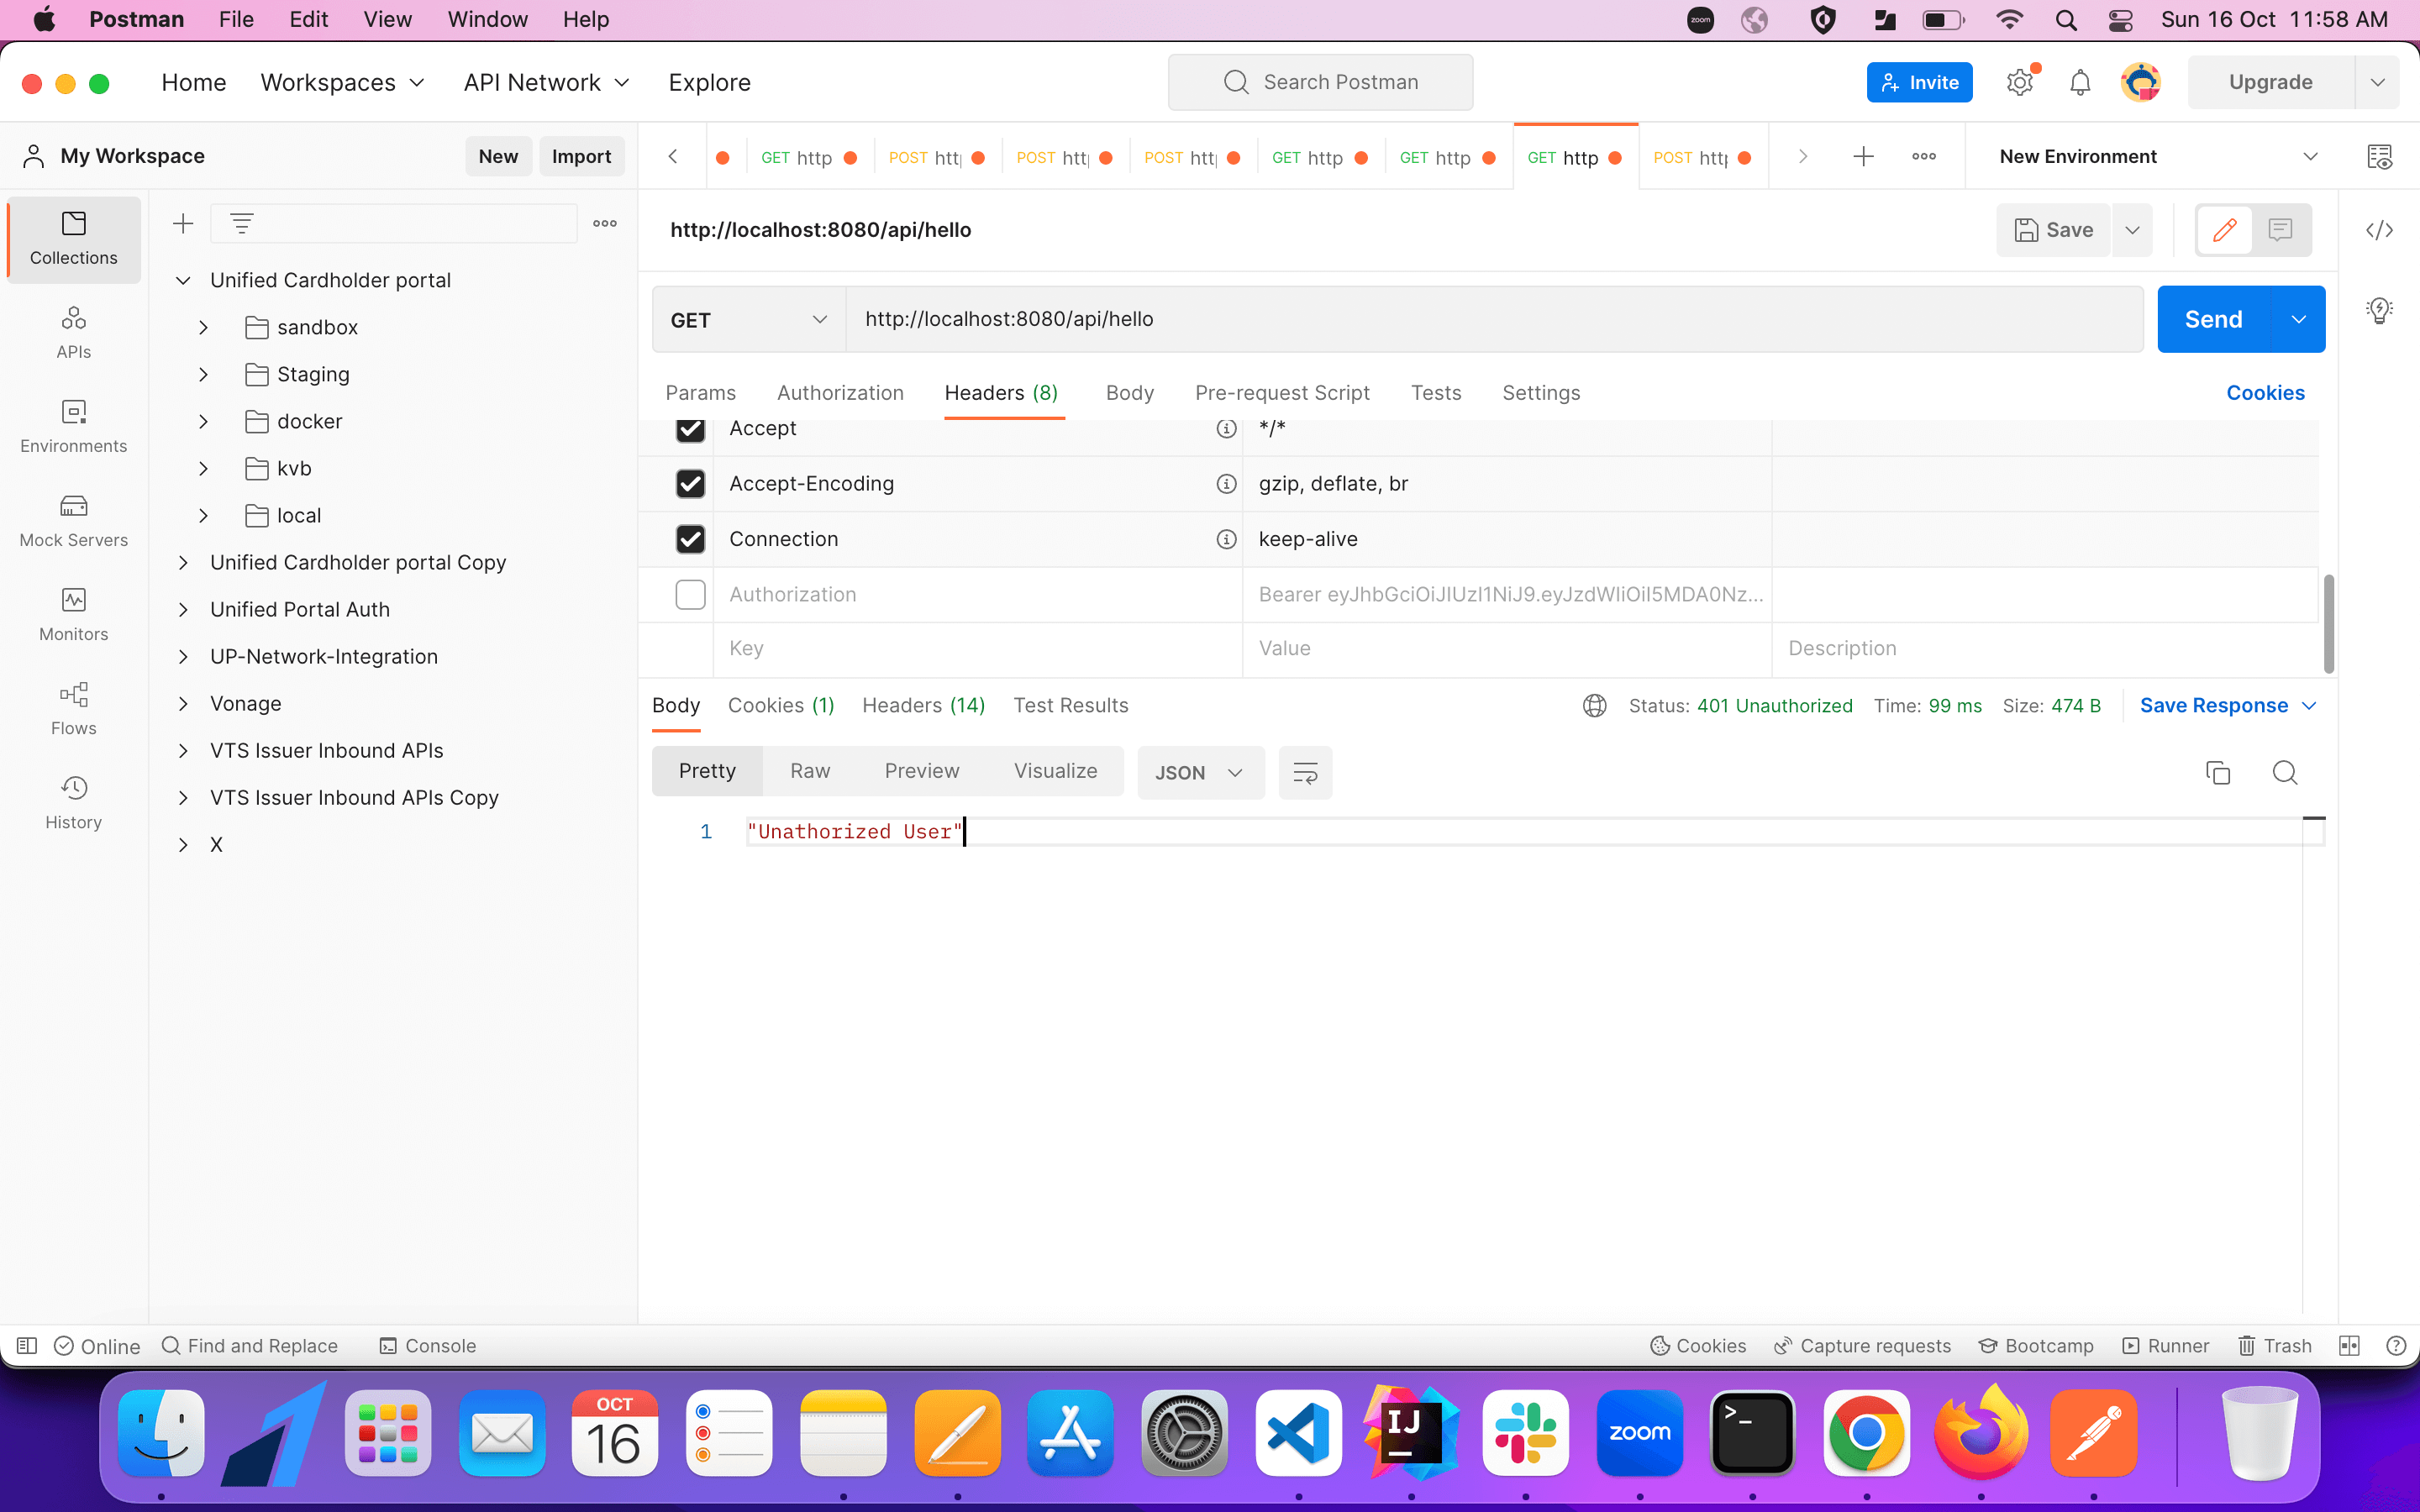 Postman File Edit View Window Help
zoom Sun 16 Oct 11:58 AM
Home Workspaces API Network Explore
Search Postman
Invite Upgrade
My Workspace New Import
GET http POST htt POST htt POST htt GET http GET http GET http POST htt
New Environment
Collections
APIs
Environments
Mock Servers
Monitors
Flows
History
Unified Cardholder portal
sandbox
Staging
docker
kvb
local
Unified Cardholder portal Copy
Unified Portal Auth
UP-Network-Integration
Vonage
VTS Issuer Inbound APIs
VTS Issuer Inbound APIs Copy
X
http://localhost:8080/api/hello
Save
GET http://localhost:8080/api/hello
Send
Params Authorization Headers (8) Body Pre-request Script Tests Settings Cookies
Accept */*
Accept-Encoding gzip, deflate, br
Connection keep-alive
Authorization Bearer eyJhbGciOiJIUzI1NiJ9.eyJzdWIiOiI5MDA0Nz...
Key Value Description
Body Cookies (1) Headers (14) Test Results
Status: 401 Unauthorized Time: 99 ms Size: 474 B Save Response
Pretty Raw Preview Visualize JSON
1 "Unathorized User"
Online Find and Replace Console
Cookies Capture requests Bootcamp Runner Trash
OCT
16
IJ
zoom
>_